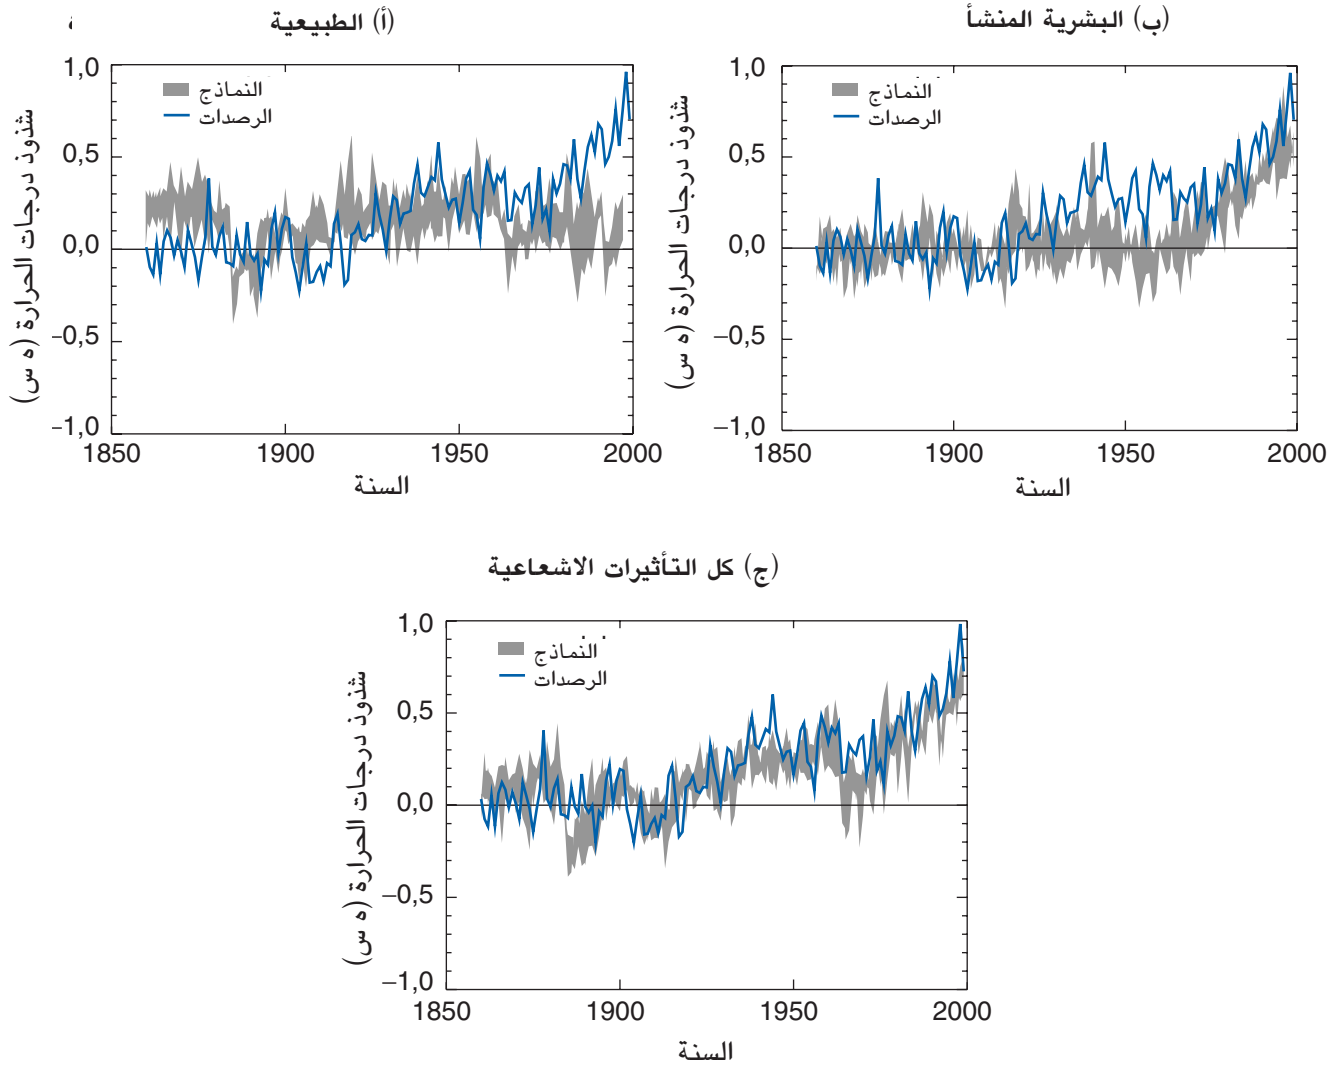 (أ) الطبيعية
1,0
0,5
0,0
–0,5
–1,0
1850
1900
1950
2000
النماذج
الرصدات
شذوذ درجات الحرارة (ه س)
السنة
(ب) البشرية المنشأ
1,0
0,5
0,0
–0,5
–1,0
1850
1900
1950
2000
النماذج
الرصدات
شذوذ درجات الحرارة (ه س)
السنة
(ج) كل التأثيرات الاشعاعية
1,0
0,5
0,0
–0,5
–1,0
1850
1900
1950
2000
النماذج
الرصدات
شذوذ درجات الحرارة (ه س)
السنة